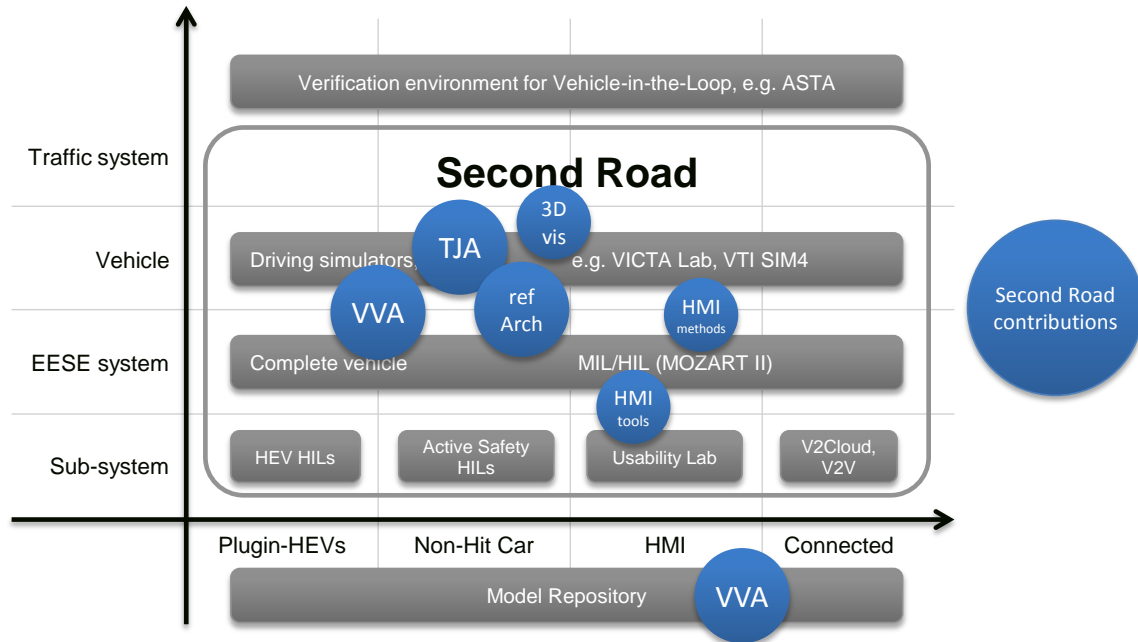 Verification environment for Vehicle-in-the-Loop, e.g. ASTA
Traffic system
Second Road
3D
vis
TJA
Vehicle
Driving simulators,
e.g. VICTA Lab, VTI SIM4
VVA
ref
Arch
HMI
methods
Second Road
contributions
EESE system
Complete vehicle
MIL/HIL (MOZART II)
HMI
tools
Sub-system
HEV HILs
Active Safety
HILs
Usability Lab
V2Cloud,
V2V
Plugin-HEVs
Non-Hit Car
HMI
Connected
Model Repository
VVA